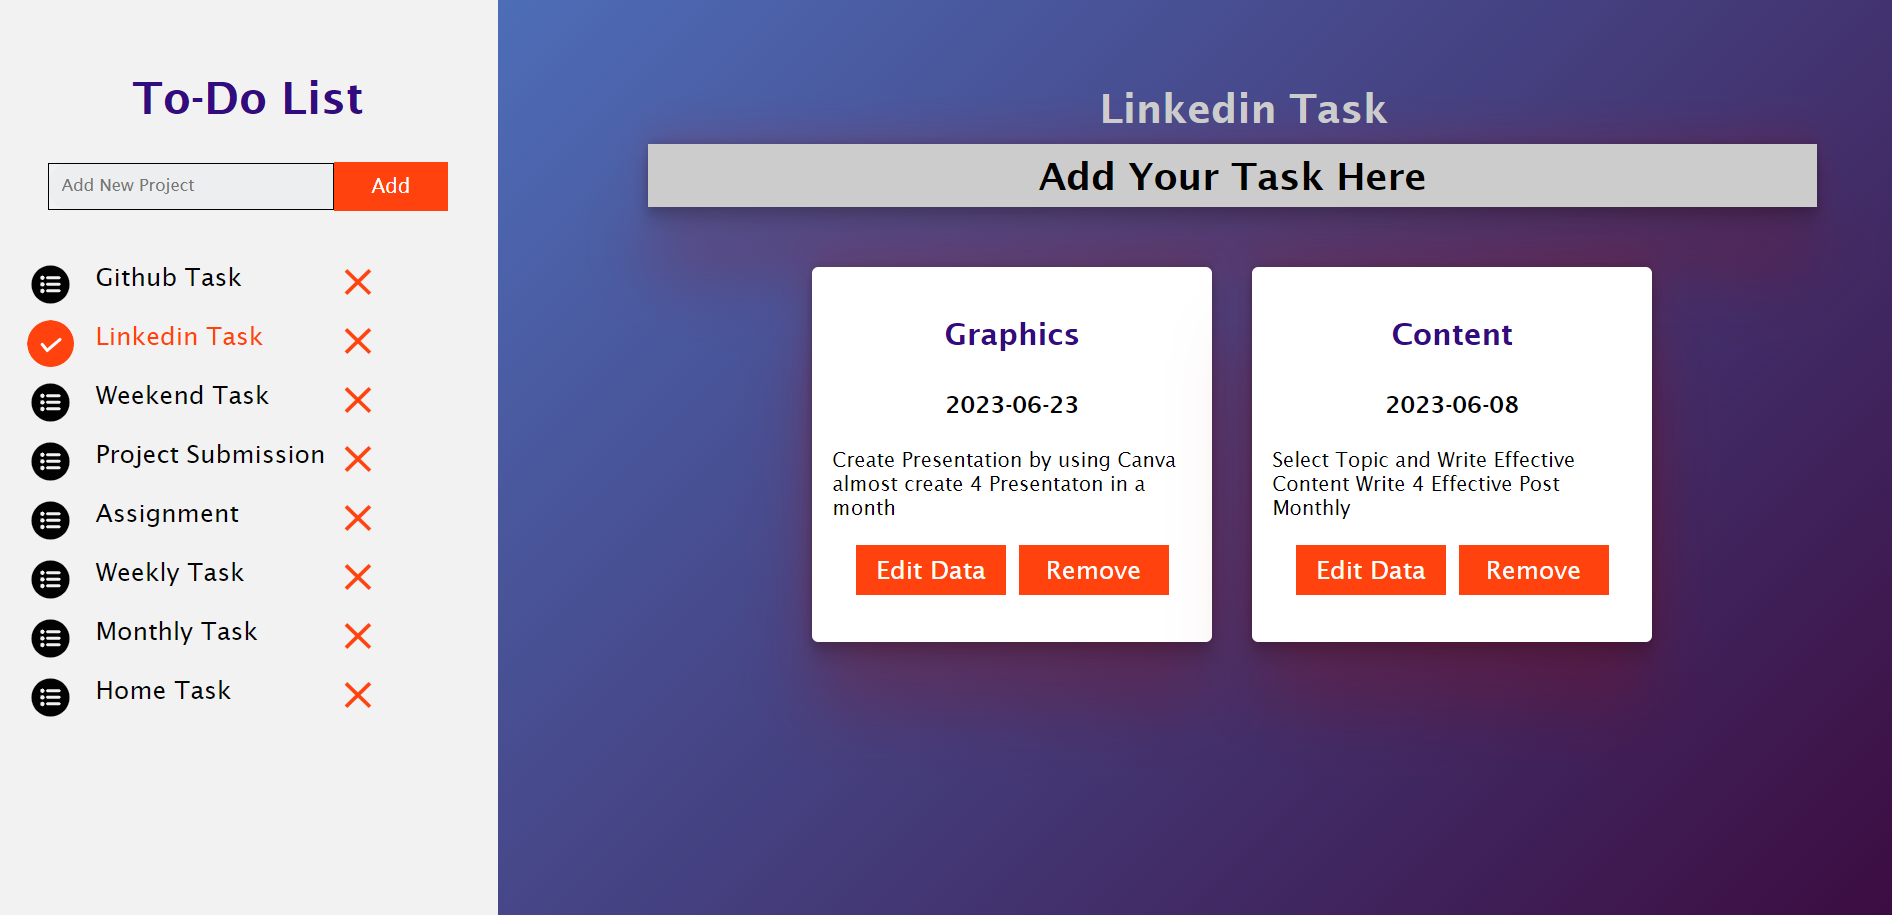 To-Do List
Add New Project
Add
Github Task
Linkedin Task
Weekend Task
Project Submission
Assignment
Weekly Task
Monthly Task
Home Task
Linkedin Task
Add Your Task Here
Graphics
2023-06-23
Create Presentation by using Canva
almost create 4 Presentaton in a
month
Edit Data
Remove
Content
2023-06-08
Select Topic and Write Effective
Content Write 4 Effective Post
Monthly
Edit Data
Remove